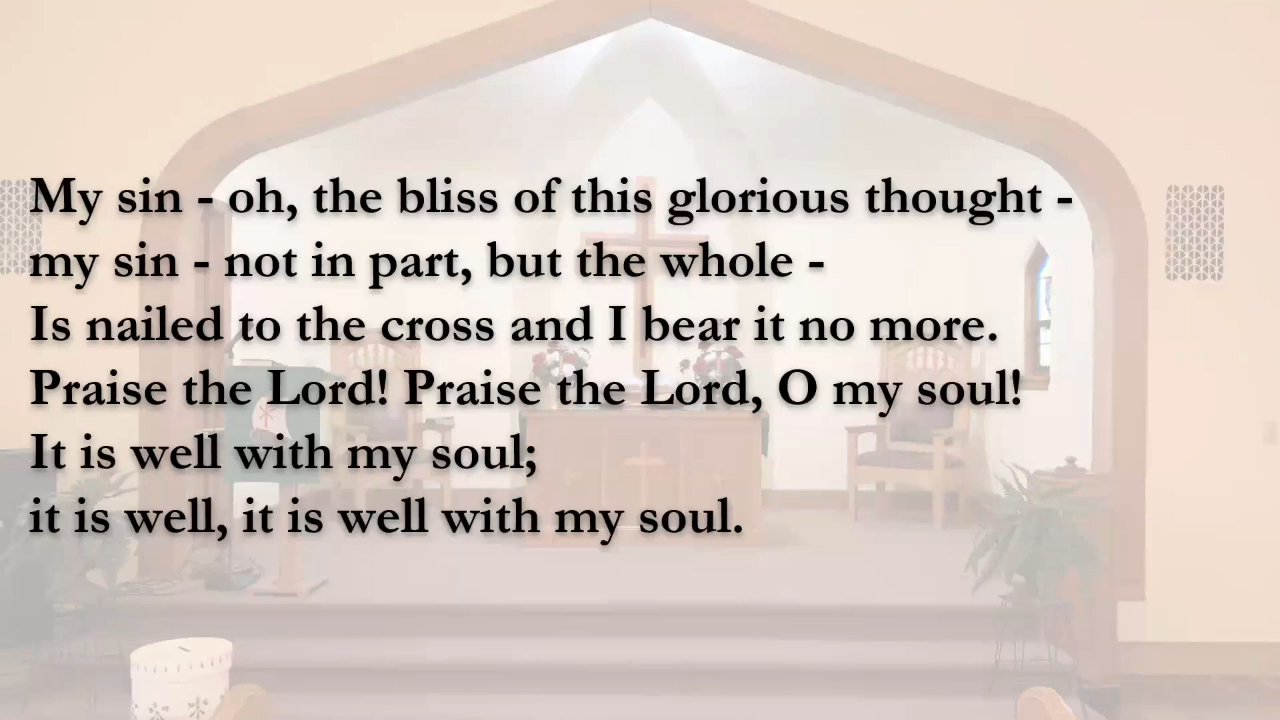 My sin - oh, the bliss of this glorious thought -
my sin - not in part, but the whole -
Is nailed to the cross and I bear it no more.
Praise the Lord! Praise the Lord, O my soul!
It is well with my soul;
it is well, it is well with my soul.